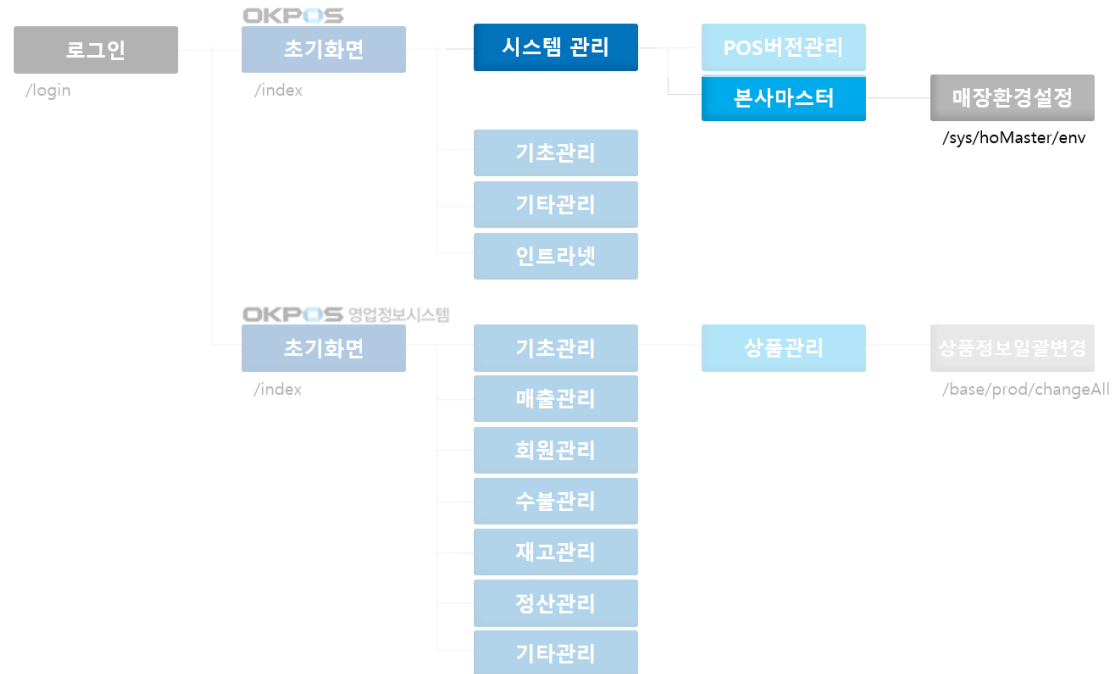 OKPOS
로그인
초기화면
시스템 관리
POS버전관리
/login
/index
본사마스터
매장환경설정
/sys/hoMaster/env
기초관리
기타관리
인트라넷
OKPOS 영업정보시스템
초기화면
기초관리
상품관리
상품정보일괄변경
/index
/base/prod/changeAll
매출관리
회원관리
수불관리
재고관리
정산관리
기타관리